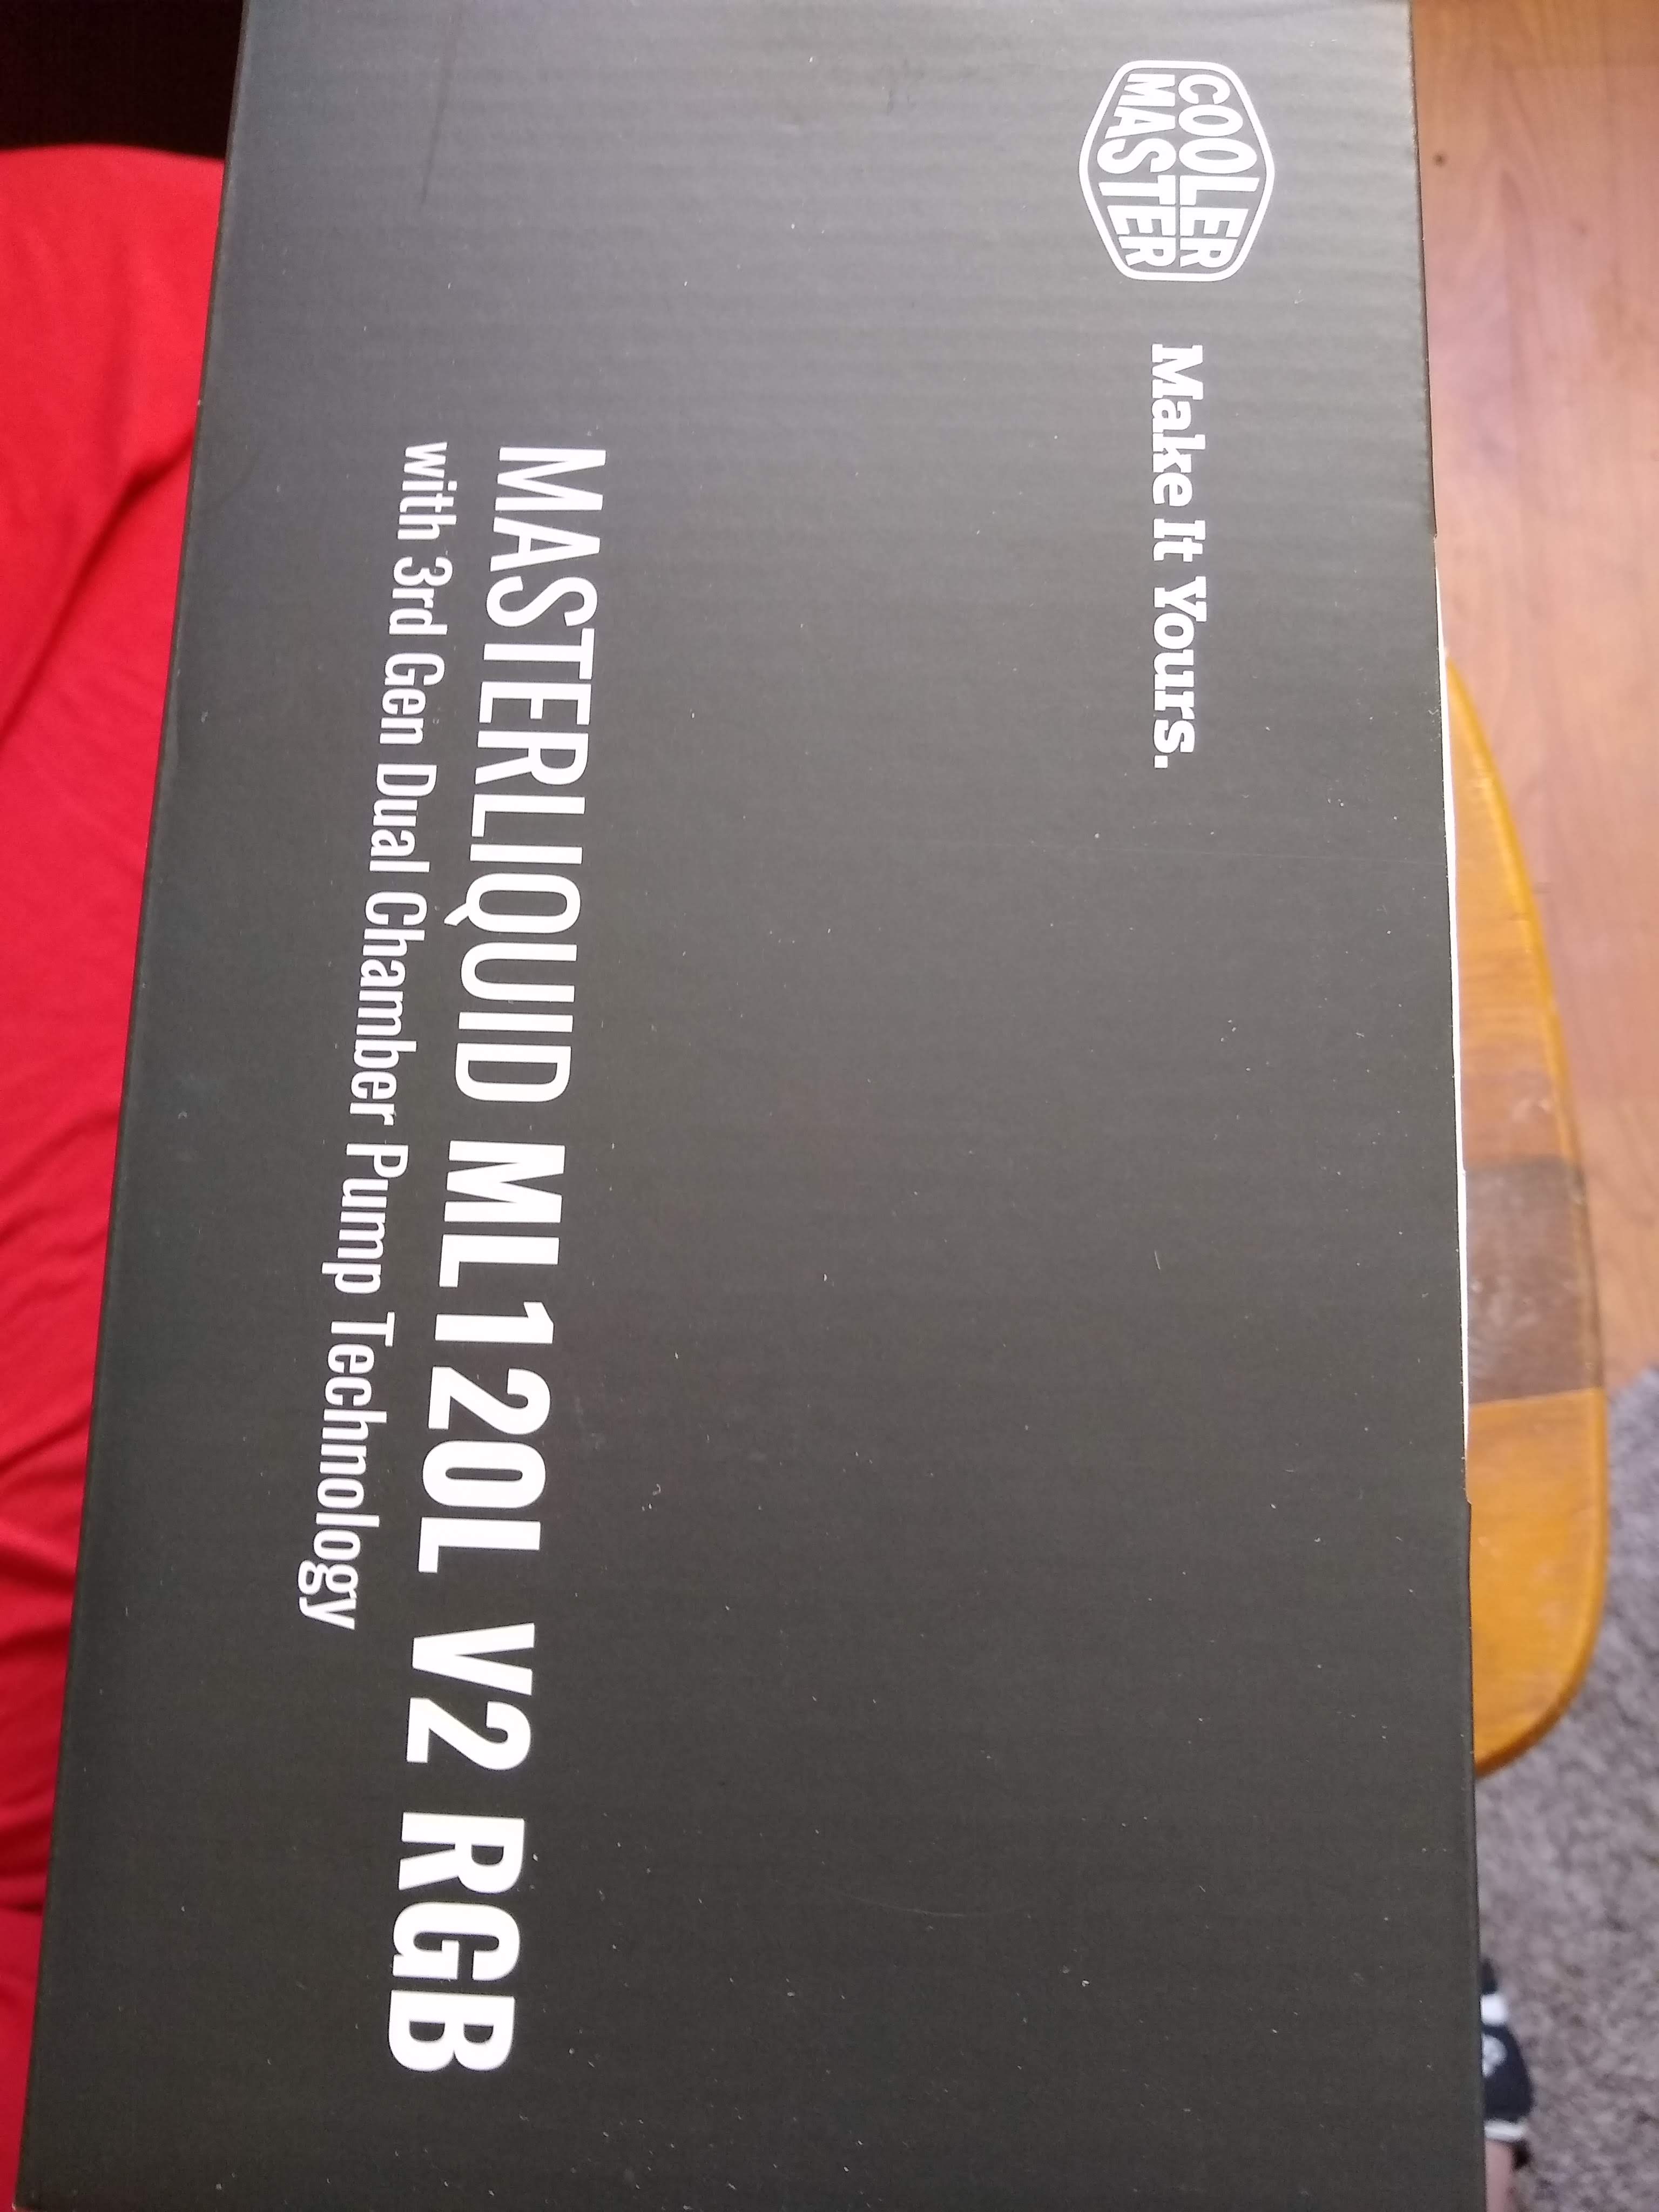 COOLER
MASTER
Make It Yours.
MASTERLIQUID ML120L V2 RGB
with 3rd Gen Dual Chamber Pump Technology